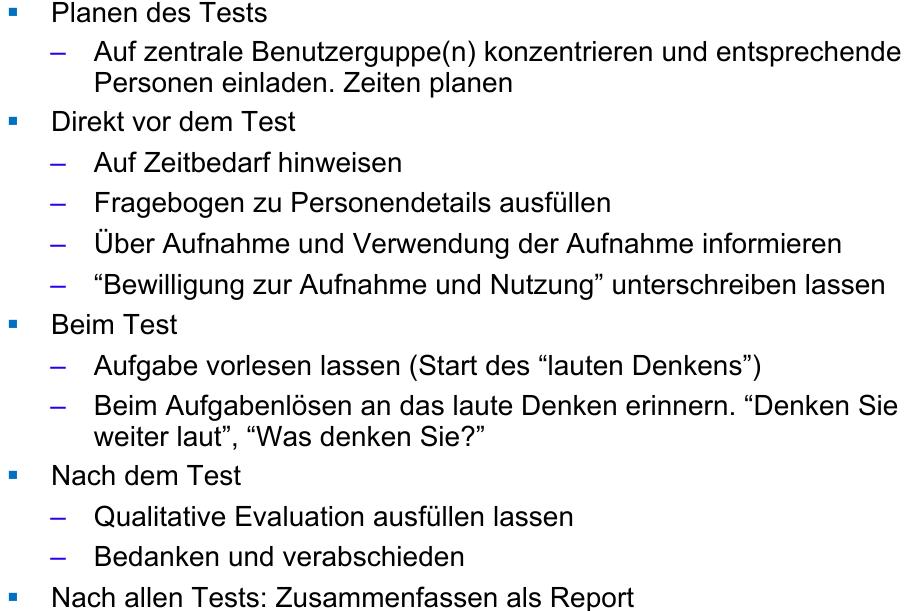 ▪ Planen des Tests
– Auf zentrale Benutzerguppe(n) konzentrieren und entsprechende
Personen einladen. Zeiten planen
▪ Direkt vor dem Test
– Auf Zeitbedarf hinweisen
– Fragebogen zu Personendetails ausfüllen
– Über Aufnahme und Verwendung der Aufnahme informieren
– “Bewilligung zur Aufnahme und Nutzung” unterschreiben lassen
▪ Beim Test
– Aufgabe vorlesen lassen (Start des “lauten Denkens”)
– Beim Aufgabenlösen an das laute Denken erinnern. “Denken Sie
weiter laut”, “Was denken Sie?”
▪ Nach dem Test
– Qualitative Evaluation ausfüllen lassen
– Bedanken und verabschieden
▪ Nach allen Tests: Zusammenfassen als Report